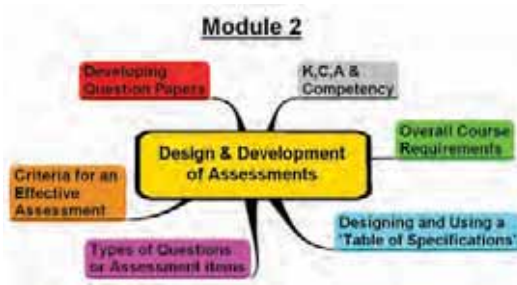 Module 2
Developing
Question Papers
K,C,A &
Competency
Overall Course
Requirements
Design & Development
of Assessments
Criteria for an
Effective
Assessment
Designing and Using a
'Table of Specifications'
Types of Questions
or Assessment items